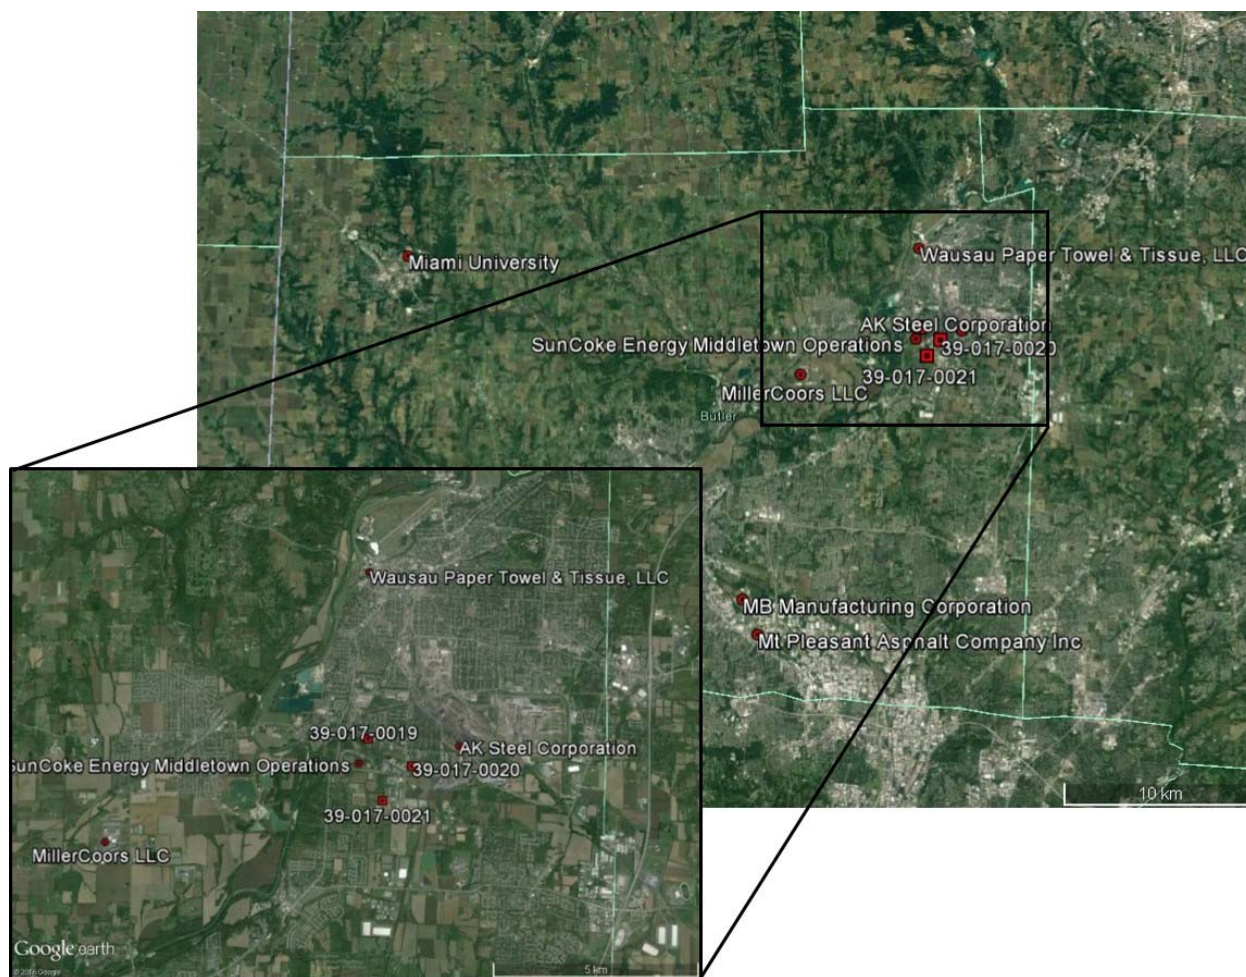 Miami University
Wausau Paper Towel & Tissue, LLC
AK Steel Corporation
SunCoke Energy Middletown Operations
39-017-0020
39-017-0021
MillerCoors LLC
Butler
MB Manufacturing Corporation
Mt Pleasant Asphalt Company Inc
10 km
Wausau Paper Towel & Tissue, LLC
39-017-0019
AK Steel Corporation
SunCoke Energy Middletown Operations
39-017-0020
39-017-0021
MillerCoors LLC
Google earth
© 2016 Google
5 km